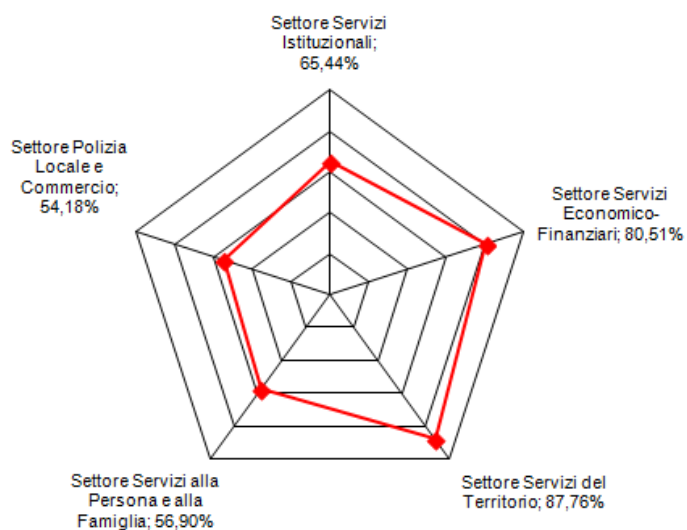 Settore Servizi
Istituzionali;
65,44%
Settore Polizia
Locale e
Commercio;
54,18%
Settore Servizi
Economico-
Finanziari; 80,51%
Settore Servizi alla
Persona e alla
Famiglia; 56,90%
Settore Servizi del
Territorio; 87,76%